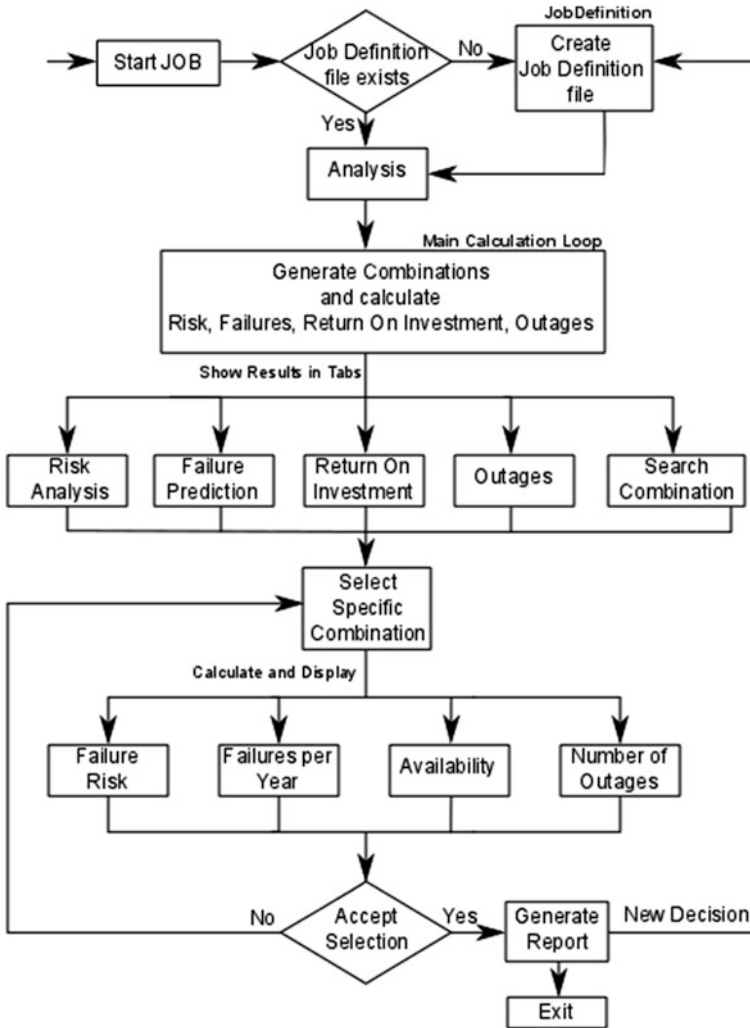 JobDefinition
Start JOB
Job Definition
file exists
No
Create
Job Definition
file
Yes
Analysis
Main Calculation Loop
Generate Combinations
and calculate
Risk, Failures, Return On Investment, Outages
Show Results in Tabs
Risk
Analysis
Failure
Prediction
Return On
Investment
Outages
Search
Combination
Select
Specific
Combination
Calculate and Display
Failure
Risk
Failures per
Year
Availability
Number of
Outages
No
Accept
Selection
Yes
Generate
Report
New Decision
Exit